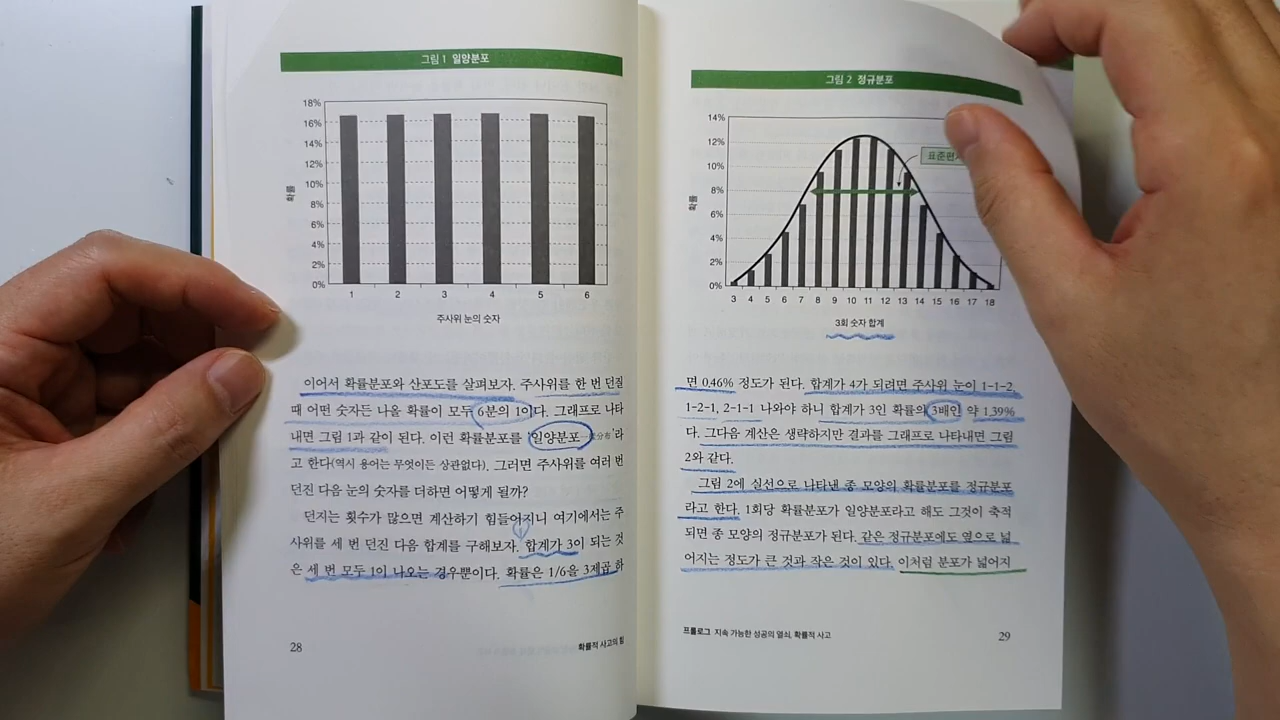 그림 1 일양분포
18%
16%
14%
12%
10%
8%
6%
4%
2%
0%
확률
1 2 3 4 5 6
주사위 눈의 숫자
이어서 확률분포와 산포도를 살펴보자. 주사위를 한 번 던질
때 어떤 숫자든 나올 확률이 모두 6분의 1이다. 그래프로 나타
내면 그림 1과 같이 된다. 이런 확률분포를 '일양분포'라
고 한다(역시 용어는 무엇이든 상관없다). 그러면 주사위를 여러 번
던진 다음 눈의 숫자를 더하면 어떻게 될까?
던지는 횟수가 많으면 계산하기 힘들어지니 여기에서는 주
사위를 세 번 던진 다음 합계를 구해보자. 합계가 3이 되는 것
은 세 번 모두 1이 나오는 경우뿐이다. 확률은 1/6을 3제곱 하
28
확률적 사고의 힘
그림 2 정규분포
14%
12%
10%
8%
6%
4%
2%
0%
확률
표준편
3 4 5 6 7 8 9 10 11 12 13 14 15 16 17 18
3회 숫자 합계
면 0.46% 정도가 된다. 합계가 4가 되려면 주사위 눈이 1-1-2,
1-2-1, 2-1-1 나와야 하니 합계가 3인 확률의 3배인 약 1.39%
다. 그다음 계산은 생략하지만 결과를 그래프로 나타내면 그림
2와 같다.
그림 2에 실선으로 나타낸 종 모양의 확률분포를 정규분포
라고 한다. 1회당 확률분포가 일양분포라고 해도 그것이 축적
되면 종 모양의 정규분포가 된다. 같은 정규분포에도 옆으로 넓
어지는 정도가 큰 것과 작은 것이 있다. 이처럼 분포가 넓어지
프롤로그 지속 가능한 성공의 열쇠, 확률적 사고
29